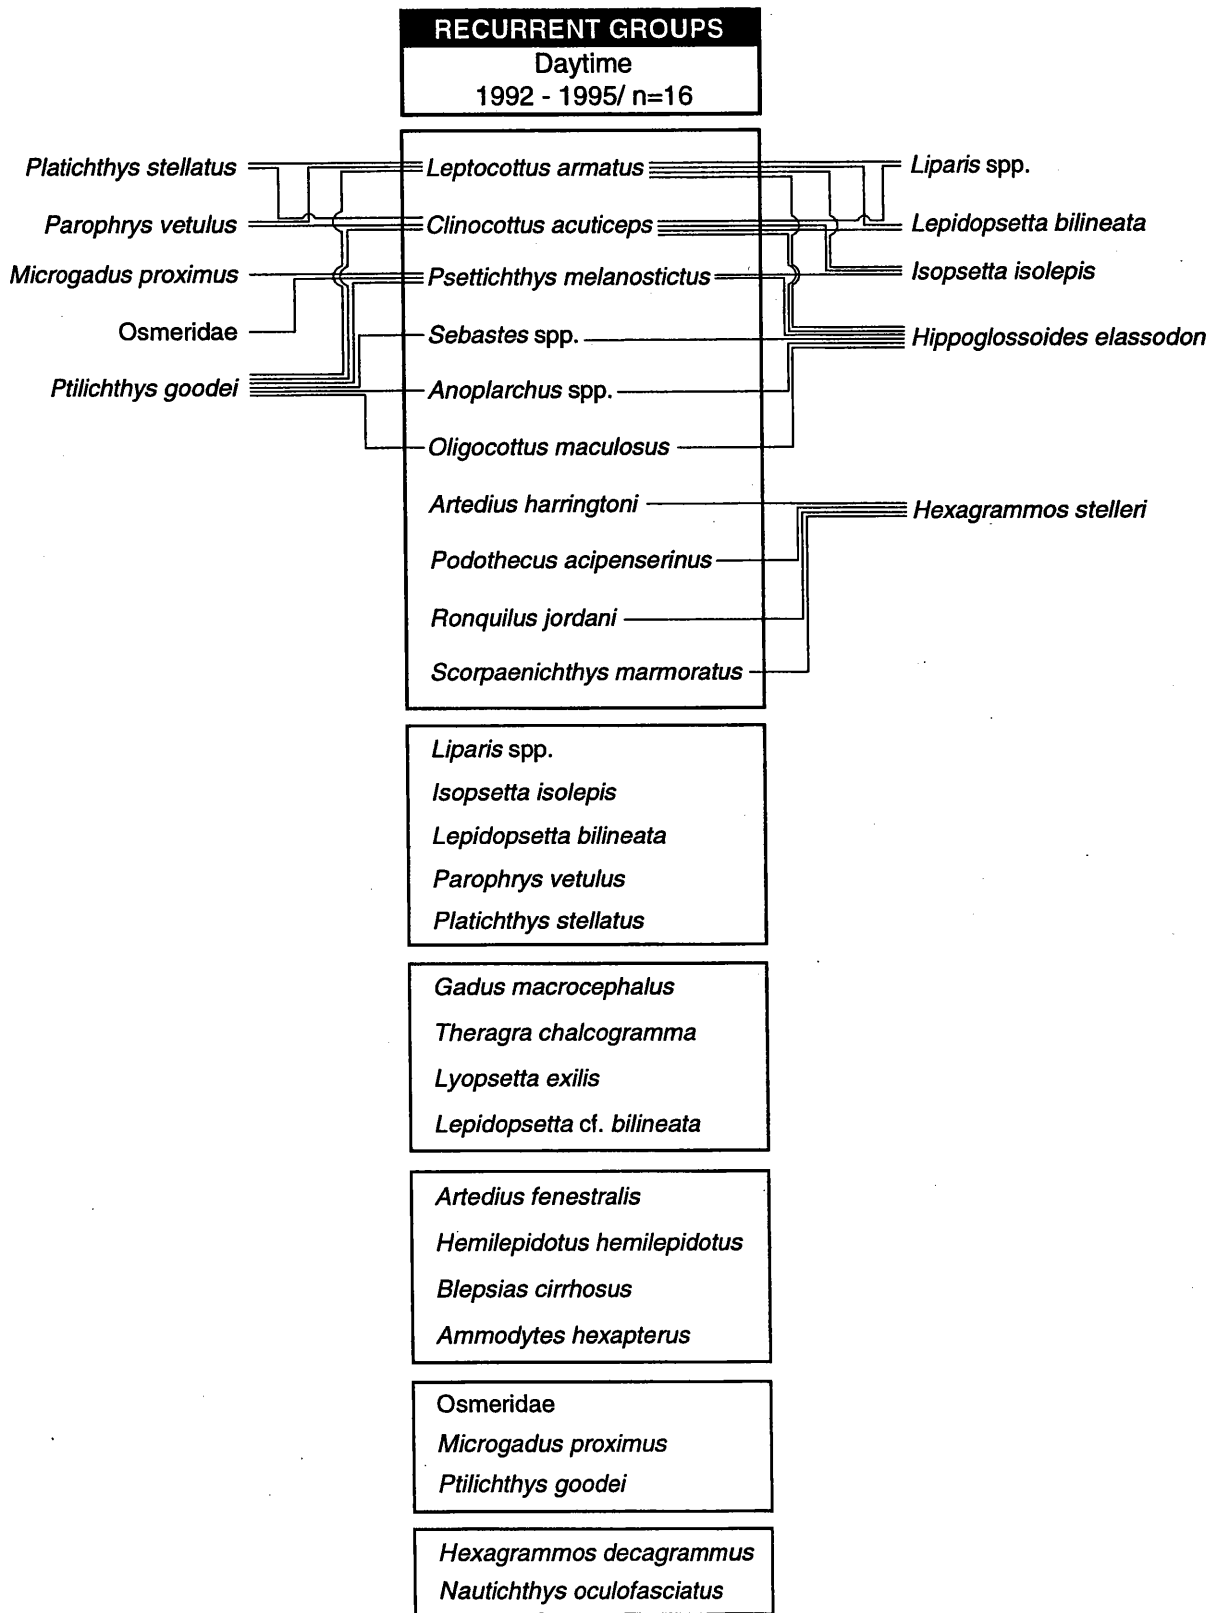 RECURRENT GROUPS
Daytime
1992 - 1995/ n=16
Platichthys stellatus
Leptocottus armatus
Liparis spp.
Parophrys vetulus
Clinocottus acuticeps
Lepidopsetta bilineata
Microgadus proximus
Psettichthys melanostictus
Isopsetta isolepis
Osmeridae
Sebastes spp.
Hippoglossoides elassodon
Ptilichthys goodei
Anoplarchus spp.
Oligocottus maculosus
Artedius harringtoni
Hexagrammos stelleri
Podothecus acipenserinus
Ronquilus jordani
Scorpaenichthys marmoratus
Liparis spp.
Isopsetta isolepis
Lepidopsetta bilineata
Parophrys vetulus
Platichthys stellatus
Gadus macrocephalus
Theragra chalcogramma
Lyopsetta exilis
Lepidopsetta cf. bilineata
Artedius fenestralis
Hemilepidotus hemilepidotus
Blepsias cirrhosus
Ammodytes hexapterus
Osmeridae
Microgadus proximus
Ptilichthys goodei
Hexagrammos decagrammus
Nautichthys oculofasciatus